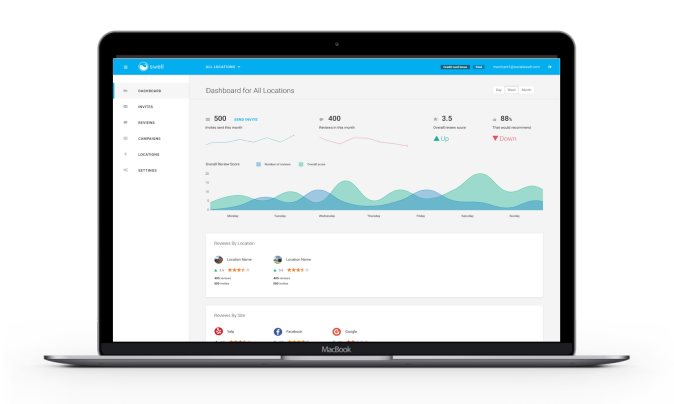 swell
ALL LOCATIONS
DASHBOARD
INVITES
REVIEWS
CAMPAIGNS
LOCATIONS
SETTINGS
Dashboard for All Locations
Day Week Month
500 SEND INVITES
Invites sent this month
400
Reviews in this month
3.5
Overall review score
Up
88%
That would recommend
Down
Overall Review Score
Number of reviews
Overall score
Monday Tuesday Wednesday Thursday Friday Saturday Sunday
Reviews By Location
Location Name
Location Name
Reviews By Site
Yelp
Facebook
Google
MacBook